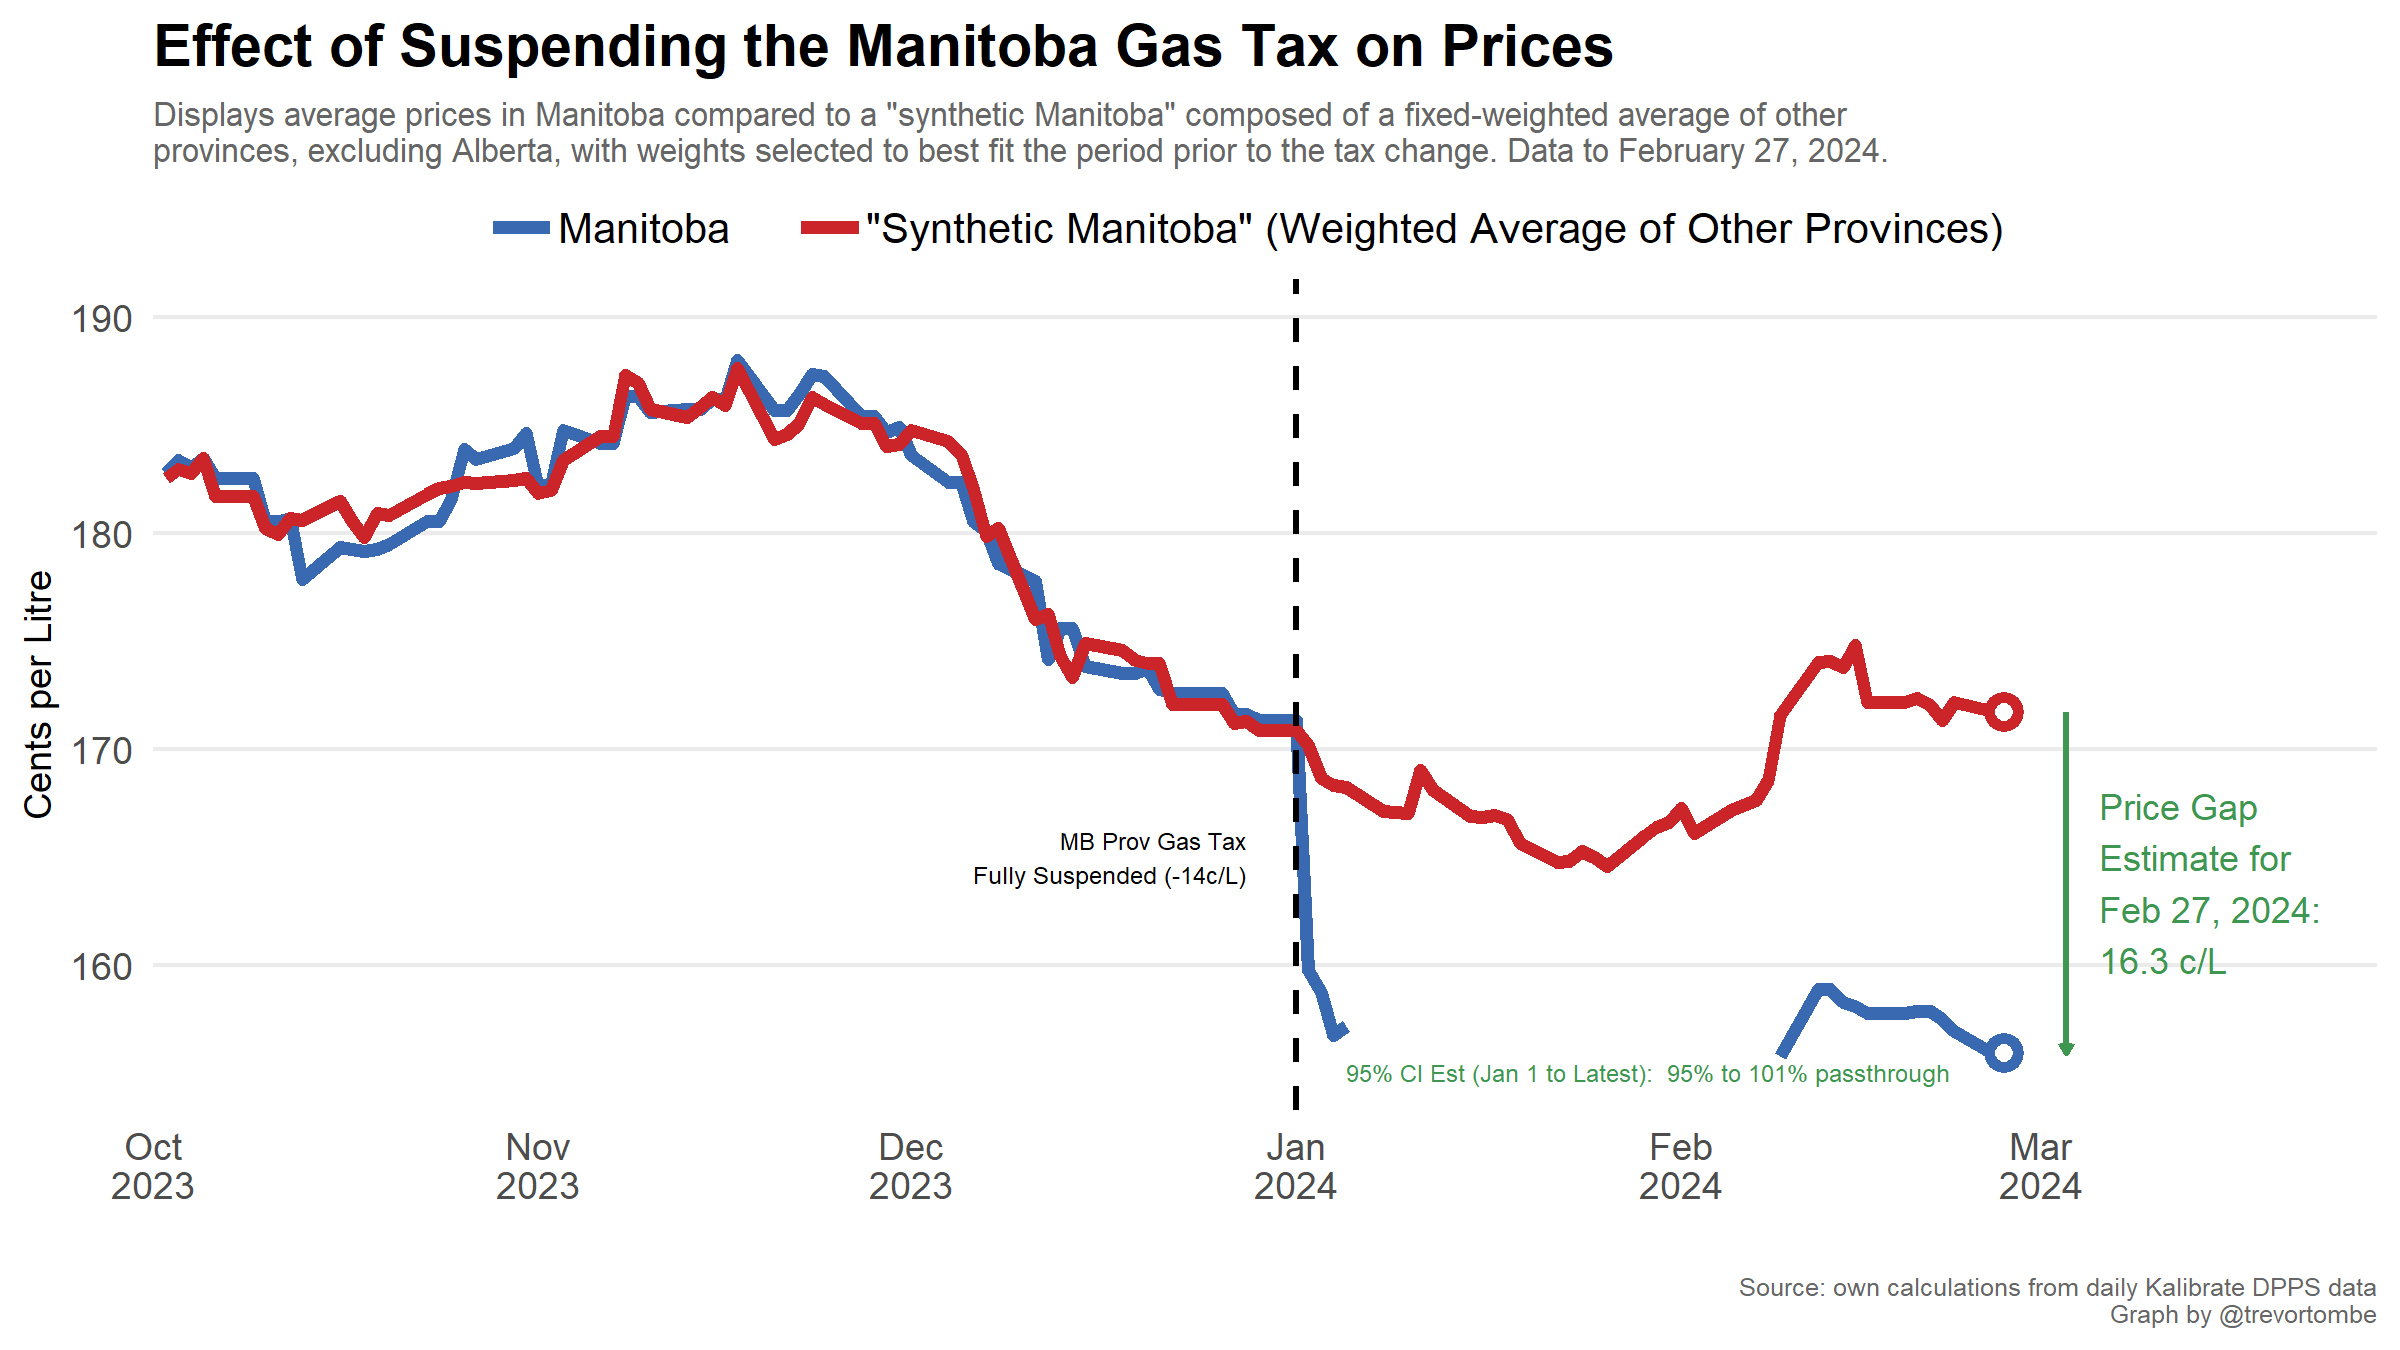 Effect of Suspending the Manitoba Gas Tax on Prices
Displays average prices in Manitoba compared to a "synthetic Manitoba" composed of a fixed-weighted average of other
provinces, excluding Alberta, with weights selected to best fit the period prior to the tax change. Data to February 27, 2024.
Manitoba
"Synthetic Manitoba" (Weighted Average of Other Provinces)
190
180
170
160
Cents per Litre
MB Prov Gas Tax
Fully Suspended (-14c/L)
Price Gap
Estimate for
Feb 27, 2024:
16.3 c/L
95% CI Est (Jan 1 to Latest):  95% to 101% passthrough
Oct
2023
Nov
2023
Dec
2023
Jan
2024
Feb
2024
Mar
2024
Source: own calculations from daily Kalibrate DPPS data
Graph by @trevortombe